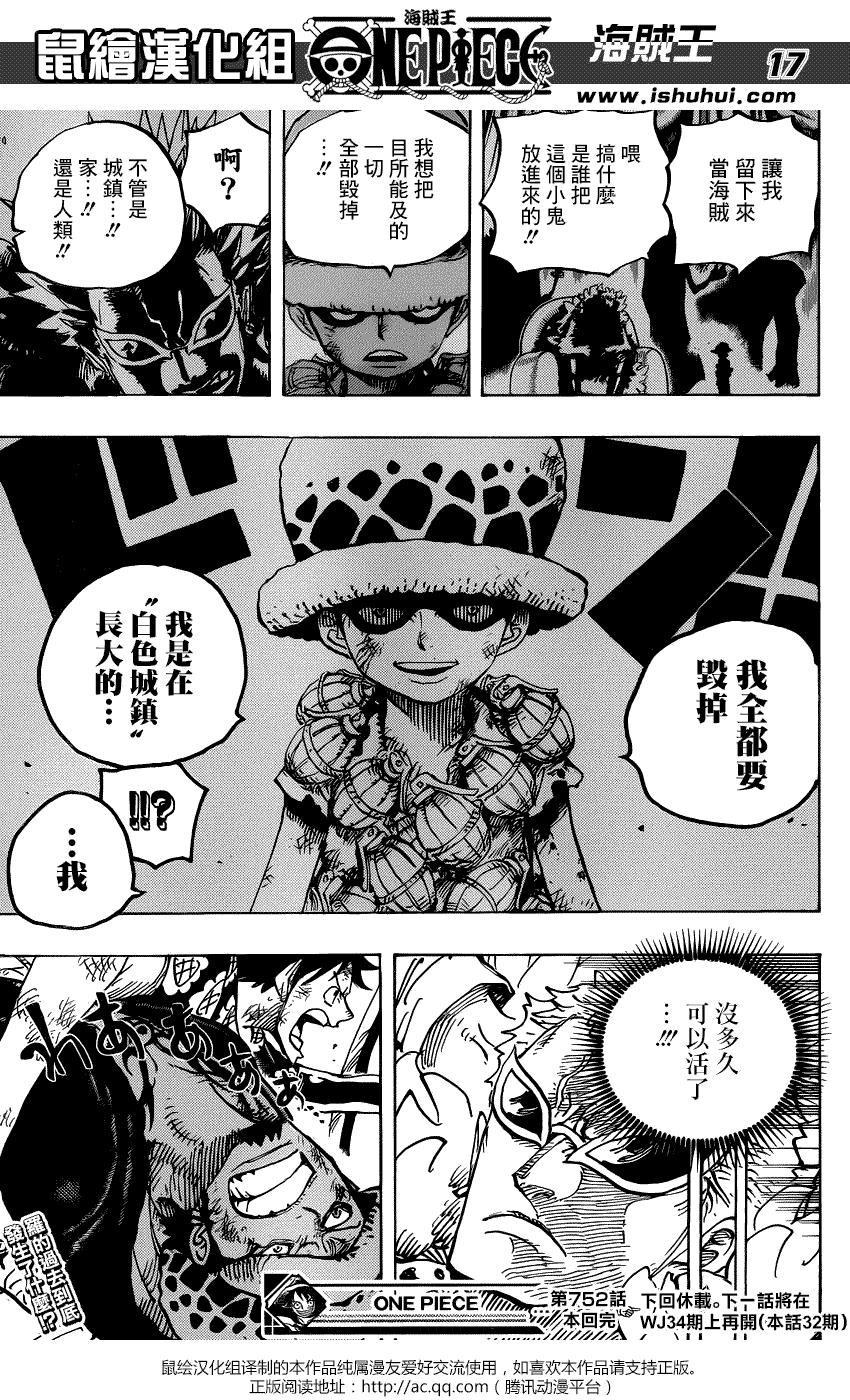 鼠繪漢化組
海賊王
ONE PIECE
海賊王
17
www.ishuhui.com
讓我
留下來
當海賊
喂
搞什麼
是誰把
這個小鬼
放進來的!!
我想把
目所能及的
一切
全部毀掉
…!!
啊?
不管是
城鎮…!!
家…!!
還是人類!!
我全都要
毀掉
我是在
"白色城鎮"
長大的…
!!?
…我
沒多久
可以活了
…!!!
わあぁあぁ
羅的過去到底
發生了什麼!?
ONE PIECE
第752話
本回完
下回休載。下一話將在
WJ34期上再開(本話32期)
鼠绘汉化组译制的本作品纯属漫友爱好交流使用，如喜欢本作品请支持正版。
正版阅读地址：http://ac.qq.com（腾讯动漫平台）